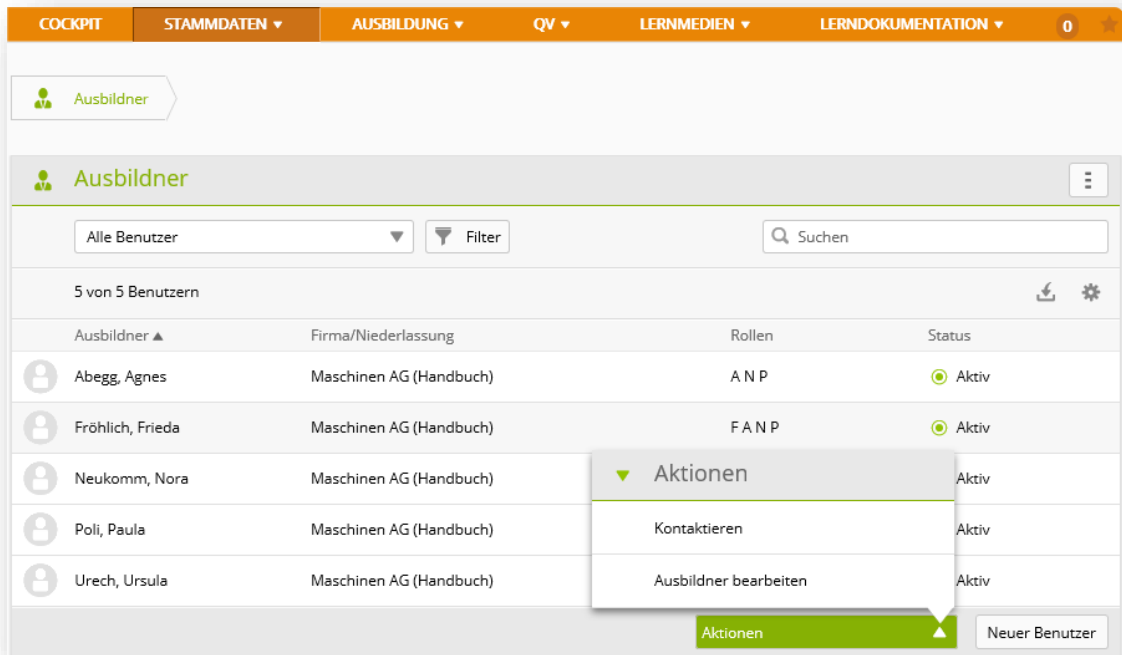 COCKPIT STAMMDATEN AUSBILDUNG QV LERNMEDIEN LERNDOKUMENTATION 0
Ausbildner
Ausbildner
Alle Benutzer Filter Suchen
5 von 5 Benutzern
Ausbildner Firma/Niederlassung Rollen Status
Abegg, Agnes Maschinen AG (Handbuch) A N P Aktiv
Fröhlich, Frieda Maschinen AG (Handbuch) F A N P Aktiv
Neukomm, Nora Maschinen AG (Handbuch) Aktiv
Poli, Paula Maschinen AG (Handbuch) Aktiv
Urech, Ursula Maschinen AG (Handbuch) Aktiv
Aktionen
Kontaktieren
Ausbildner bearbeiten
Aktionen Neuer Benutzer